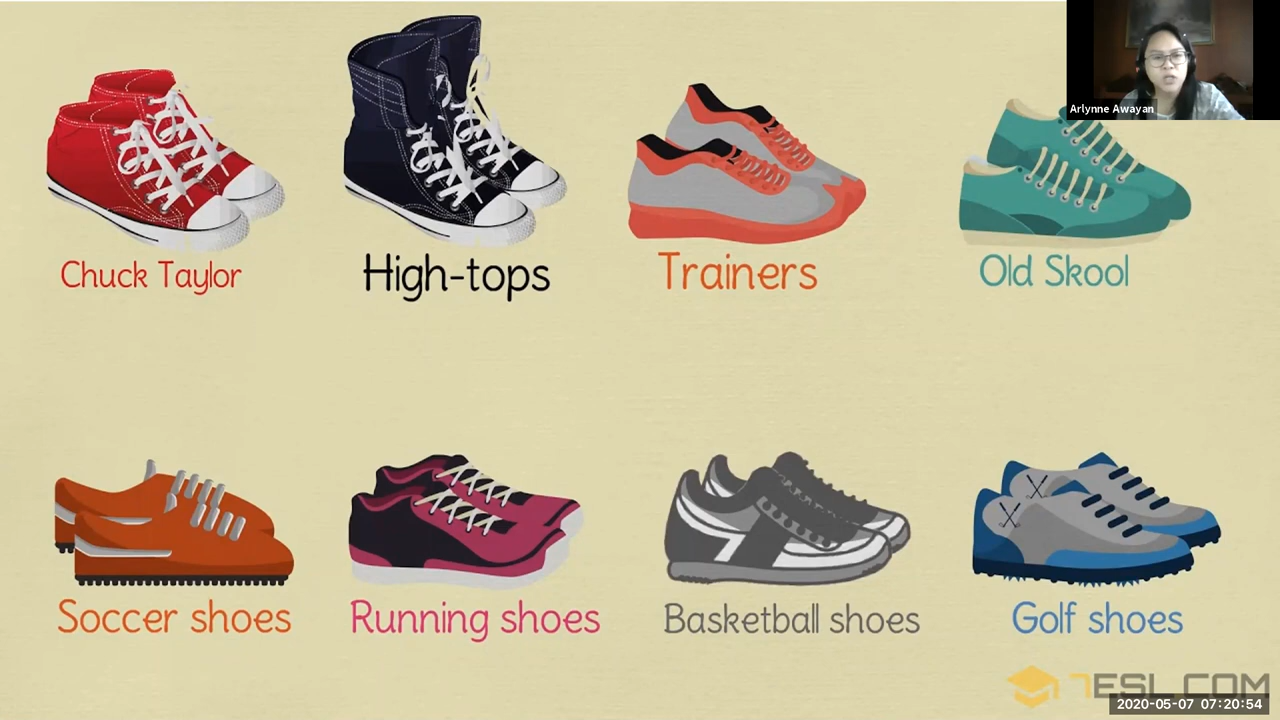 Arlynne Awayan
Chuck Taylor
High-tops
Trainers
Old Skool
Soccer shoes
Running shoes
Basketball shoes
Golf shoes
7ESL.COM
2020-05-07 07:20:54